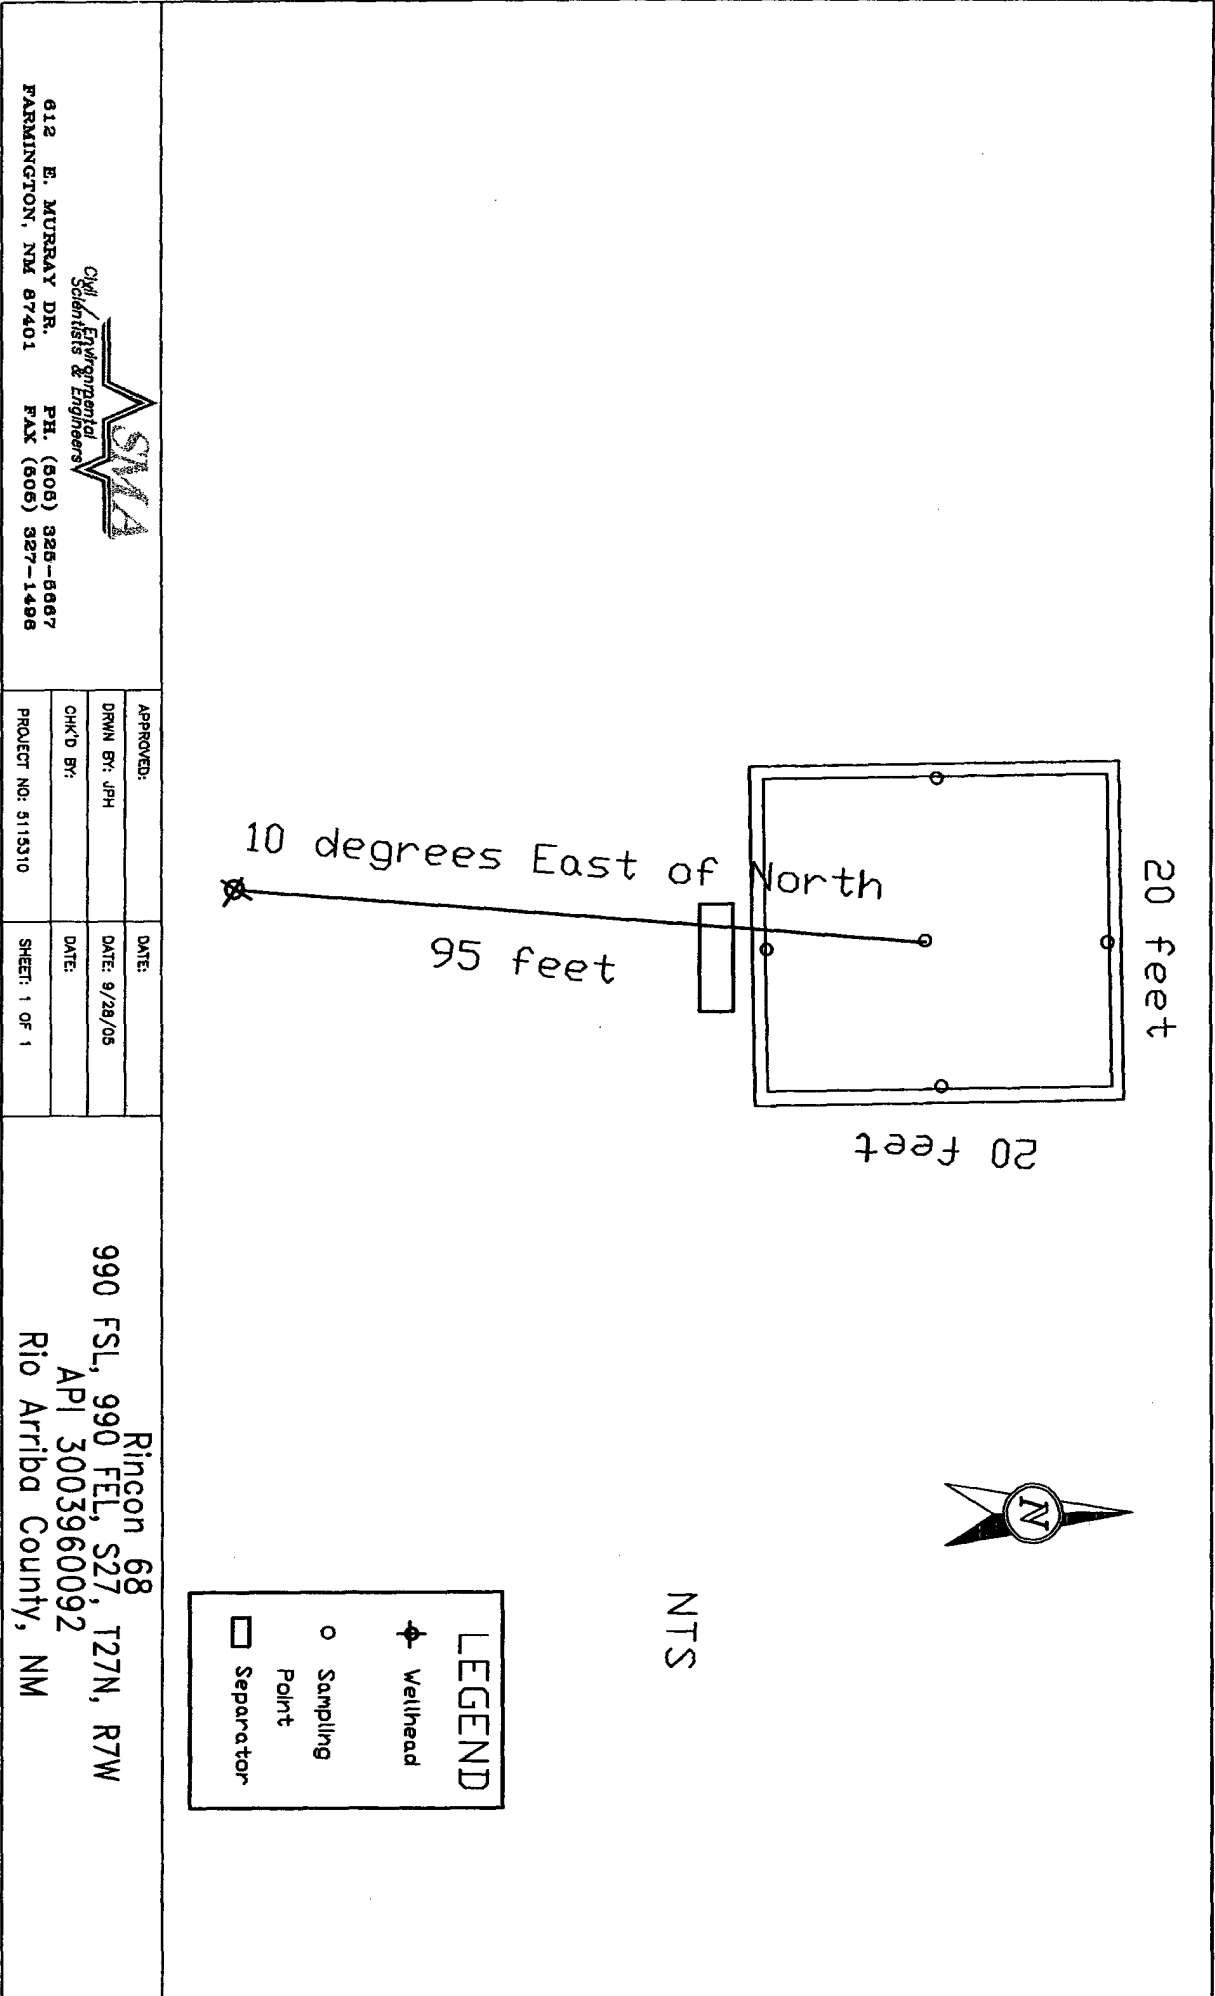 20 feet
20 feet
10 degrees East of North
95 feet
N
NTS
LEGEND
Wellhead
Sampling
Point
Separator
SMA
Civil / Environmental
Scientists & Engineers
612 E. MURRAY DR. PH. (505) 325-5667
FARMINGTON, NM 87401 FAX (505) 327-1496
APPROVED: DATE:
DRWN BY: JPH DATE: 9/28/05
CHK'D BY: DATE:
PROJECT NO: 5115310 SHEET: 1 OF 1
Rincon 68
990 FSL, 990 FEL, S27, T27N, R7W
API 3003960092
Rio Arriba County, NM